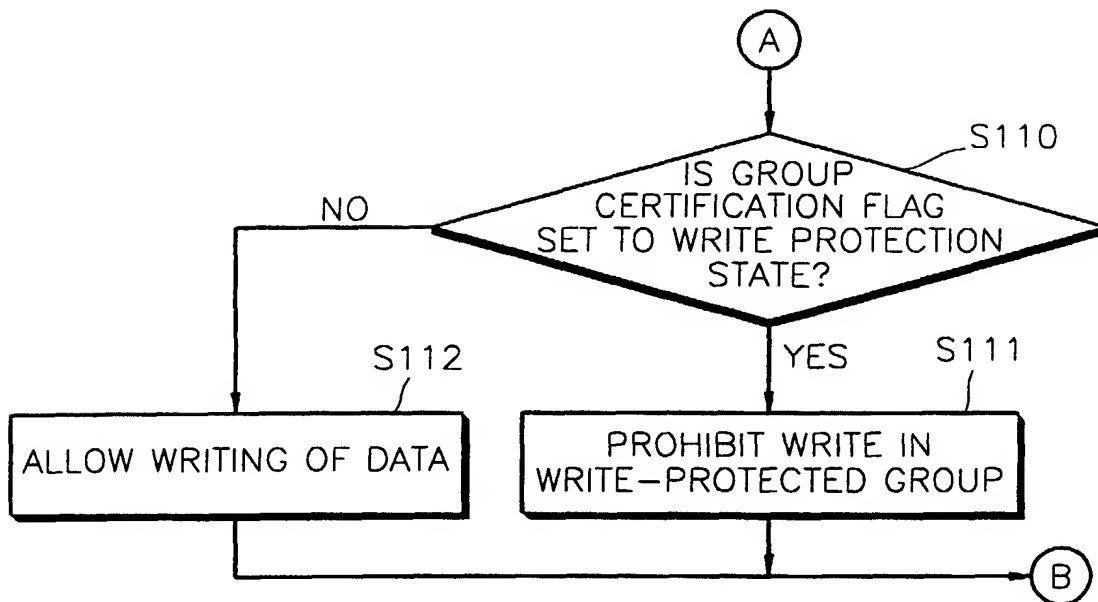 A
S110
IS GROUP
CERTIFICATION FLAG
SET TO WRITE PROTECTION
STATE?
NO
YES
S112
S111
ALLOW WRITING OF DATA
PROHIBIT WRITE IN
WRITE-PROTECTED GROUP
B